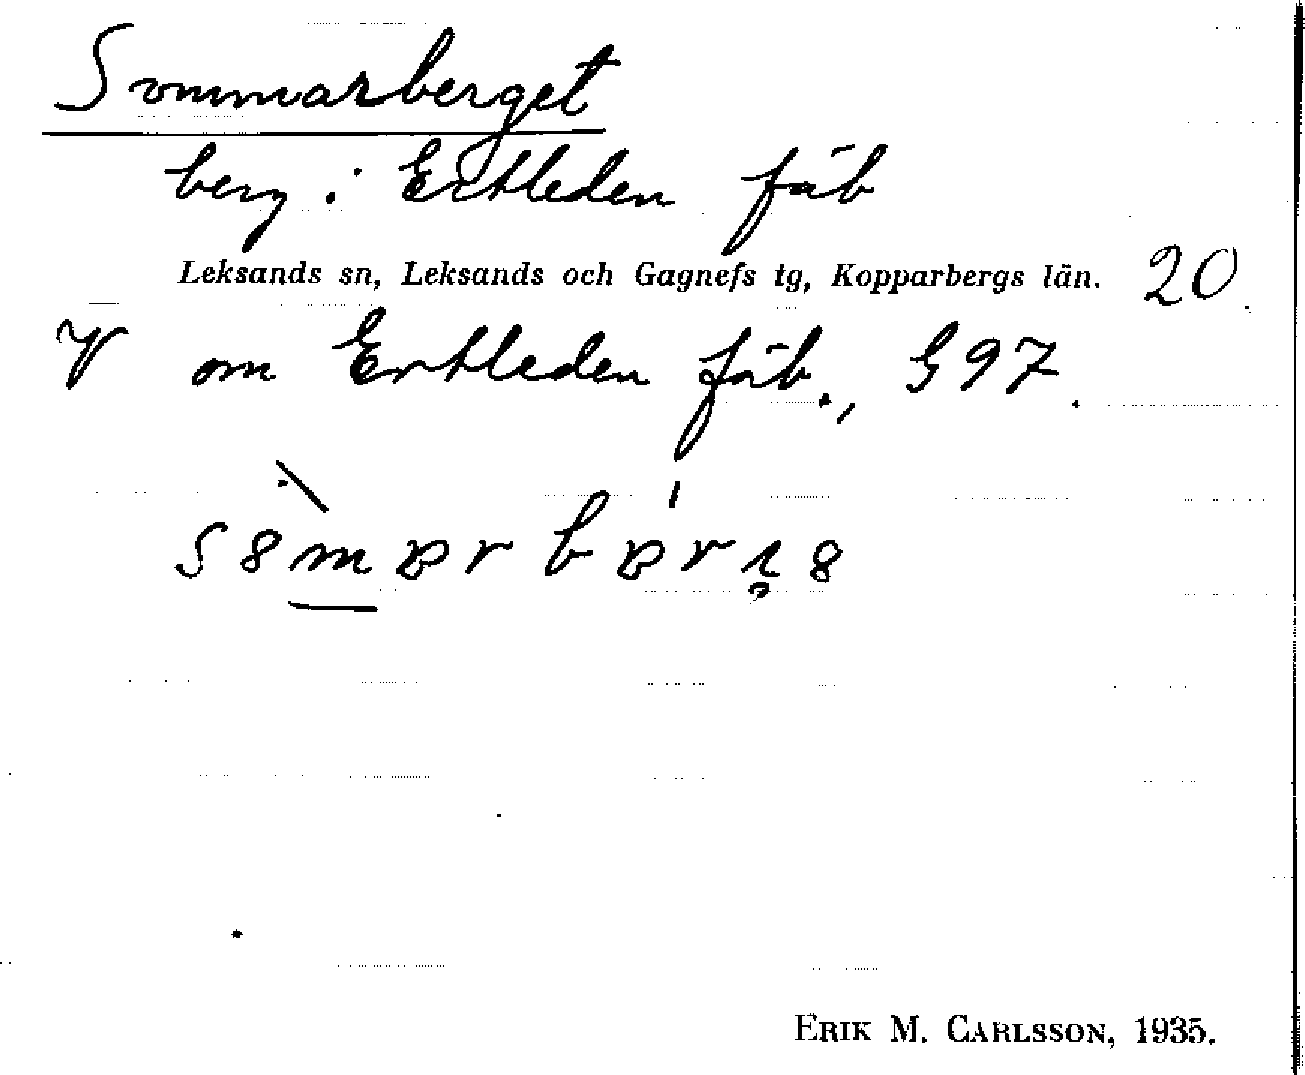 Sommarberget
berg i Ertleden fäb
Leksands sn, Leksands och Gagnefs tg, Kopparbergs län. 20
V om Ertleden fäb., G 97.
ERIK M. CARLSSON, 1935.